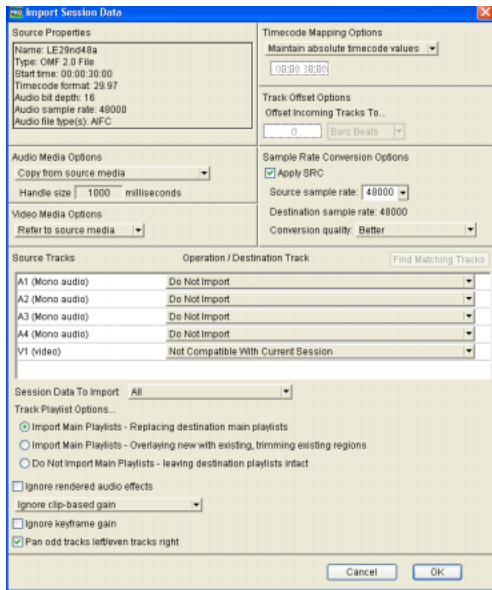 PRO Import Session Data
Source Properties
Name: LE29nd48a
Type: OMF 2.0 File
Start time: 00:00:30:00
Timecode format: 29.97
Audio bit depth: 16
Audio sample rate: 48000
Audio file type(s): AIFC
Timecode Mapping Options
Maintain absolute timecode values
00:00:30:00
Track Offset Options
Offset Incoming Tracks To...
0 Bars:Beats
Audio Media Options
Copy from source media
Handle size 1000 milliseconds
Video Media Options
Refer to source media
Sample Rate Conversion Options
Apply SRC
Source sample rate: 48000
Destination sample rate: 48000
Conversion quality: Better
Source Tracks Operation / Destination Track Find Matching Tracks
A1 (Mono audio) Do Not Import
A2 (Mono audio) Do Not Import
A3 (Mono audio) Do Not Import
A4 (Mono audio) Do Not Import
V1 (video) Not Compatible With Current Session
Session Data To Import: All
Track Playlist Options...
Import Main Playlists - Replacing destination main playlists
Import Main Playlists - Overlaying new with existing, trimming existing regions
Do Not Import Main Playlists - leaving destination playlists intact
Ignore rendered audio effects
Ignore clip-based gain
Ignore keyframe gain
Pan odd tracks left/even tracks right
Cancel OK